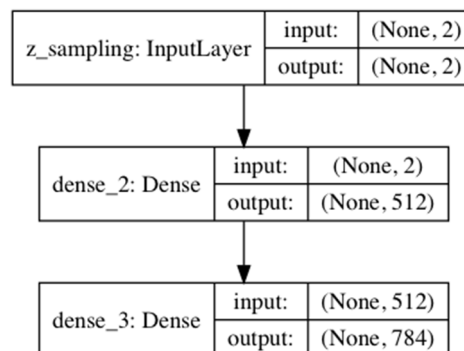 z_sampling: InputLayer
input: (None, 2)
output: (None, 2)
dense_2: Dense
input: (None, 2)
output: (None, 512)
dense_3: Dense
input: (None, 512)
output: (None, 784)